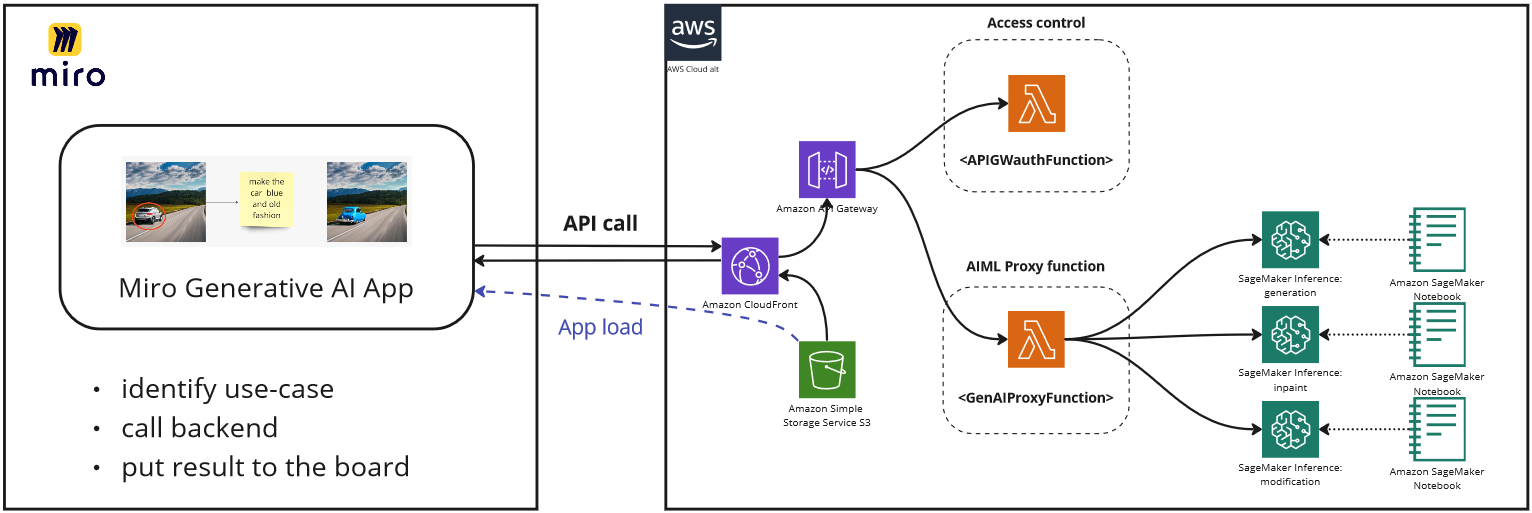 miro
make the
car blue
and old
fashion
Miro Generative AI App
• identify use-case
• call backend
• put result to the board
API call
App load
aws
AWS Cloud alt
Access control
<APIGWauthFunction>
Amazon API Gateway
Amazon CloudFront
Amazon Simple
Storage Service S3
AIML Proxy function
<GenAIProxyFunction>
SageMaker Inference:
generation
Amazon SageMaker
Notebook
SageMaker Inference:
inpaint
Amazon SageMaker
Notebook
SageMaker Inference:
modification
Amazon SageMaker
Notebook